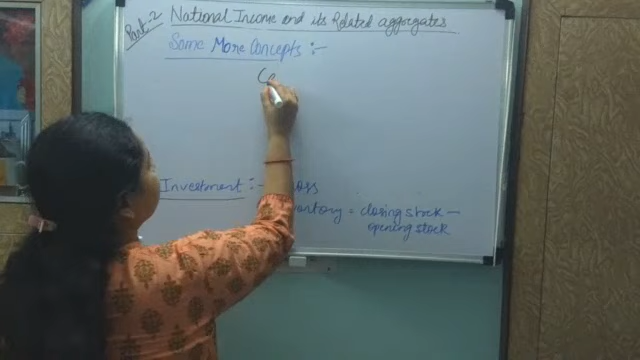 Part-2
National Income and its Related aggregates
Some More Concepts :-
Investment :-
closing stock -
opening stock